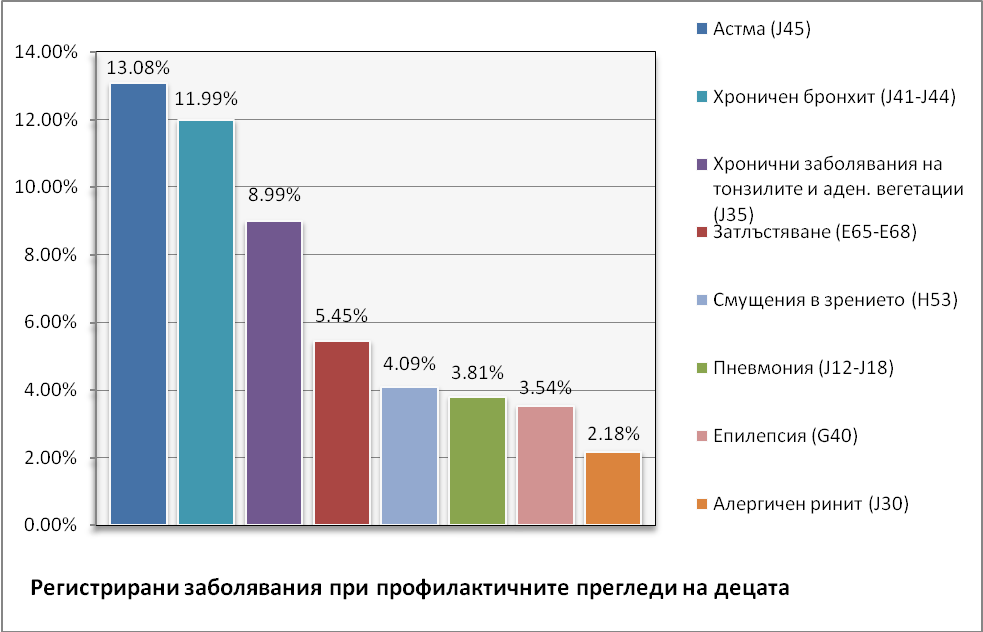 14.00%
12.00%
10.00%
8.00%
6.00%
4.00%
2.00%
0.00%
13.08%
11.99%
8.99%
5.45%
4.09%
3.81%
3.54%
2.18%
Астма (J45)
Хроничен бронхит (J41-J44)
Хронични заболявания на
тонзилите и аден. вегетации
(J35)
Затлъстяване (Е65-Е68)
Смущения в зрението (Н53)
Пневмония (J12-J18)
Епилепсия (G40)
Алергичен ринит (J30)
Регистрирани заболявания при профилактичните прегледи на децата